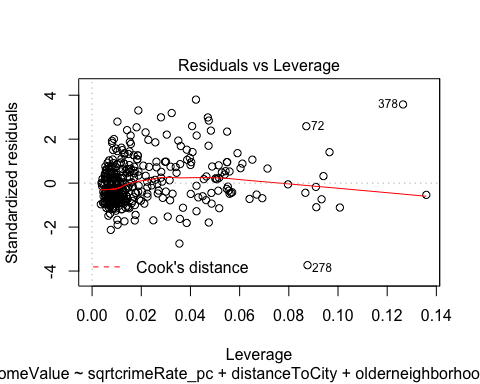 Residuals vs Leverage
Standardized residuals
4
2
0
-2
-4
378
72
278
Cook's distance
0.00 0.02 0.04 0.06 0.08 0.10 0.12 0.14
Leverage
omeValue ~ sqrtcrimeRate_pc + distanceToCity + olderneighborhoo